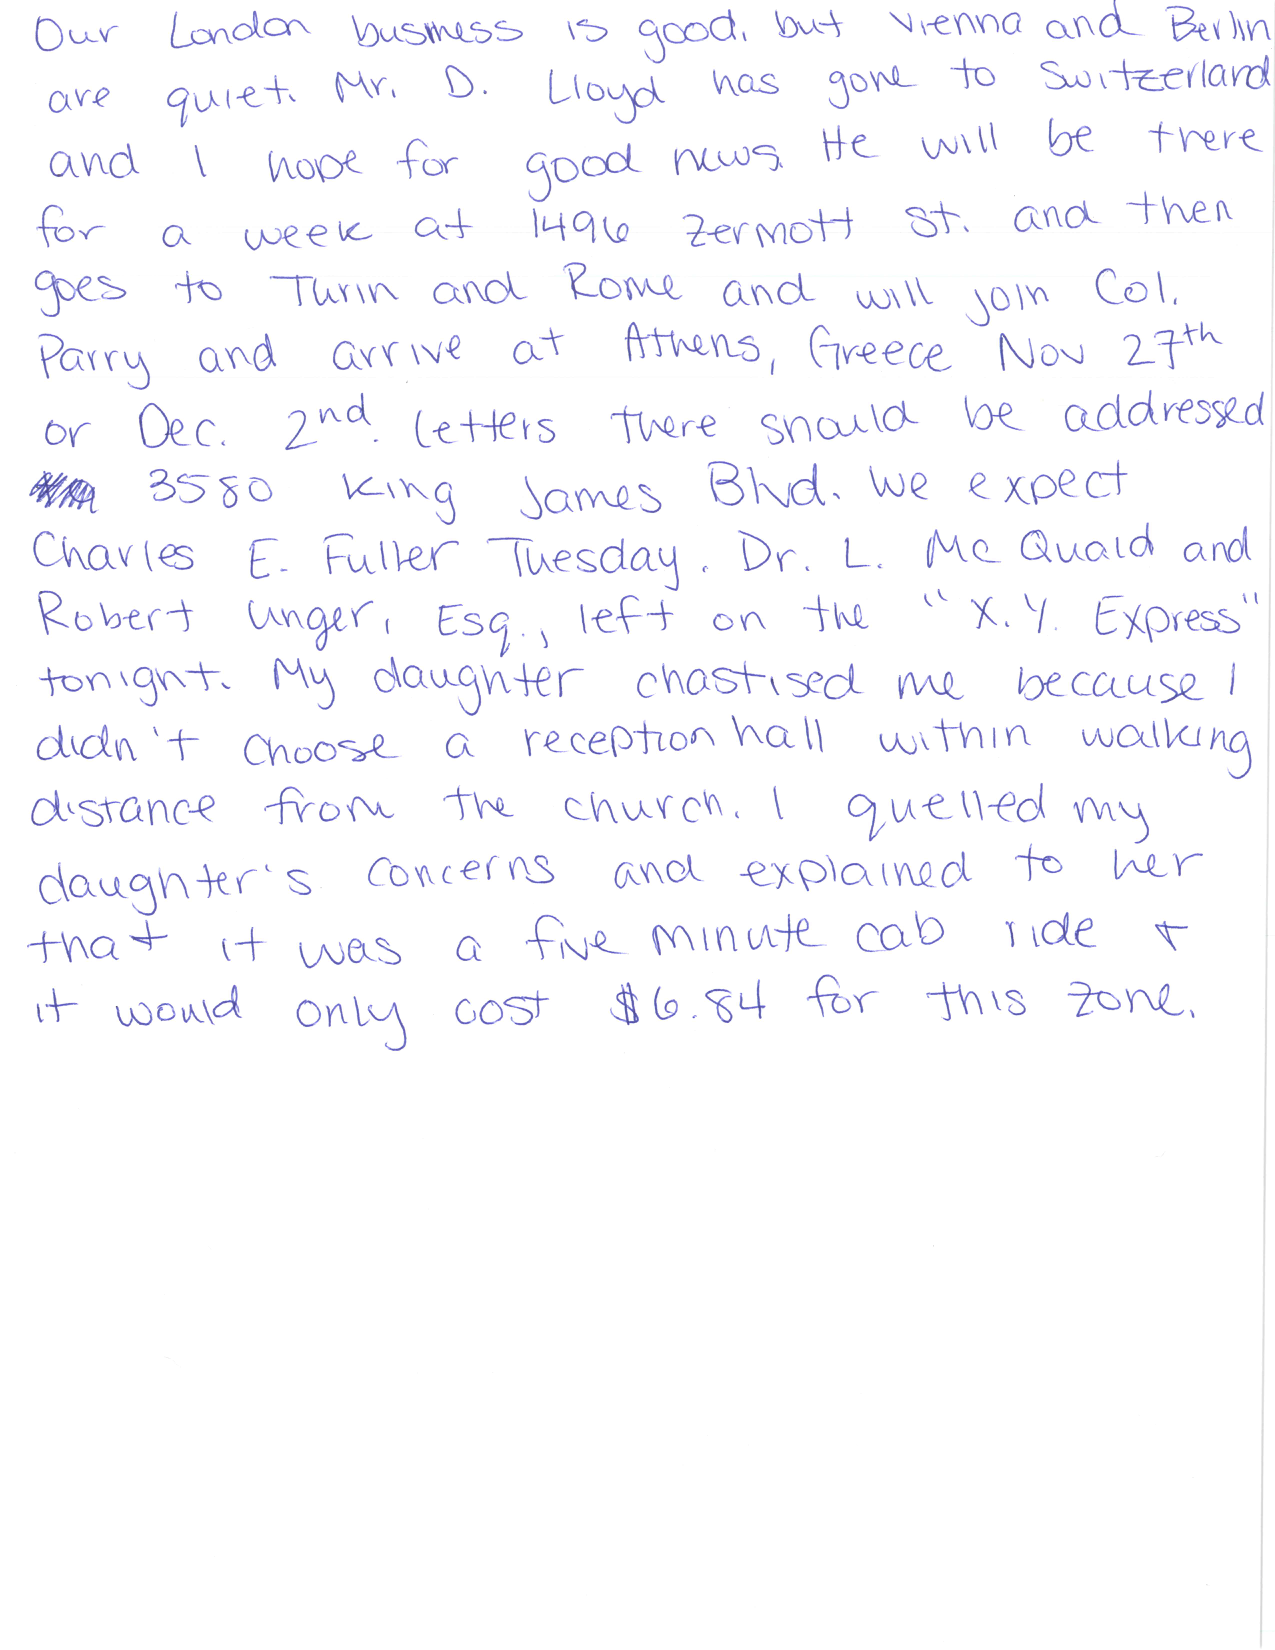 Our London business is good, but Vienna and Berlin
are quiet. Mr. D. Lloyd has gone to Switzerland
and I hope for good news. He will be there
for a week at 1496 Zermott St. and then
goes to Turin and Rome and will join Col.
Parry and arrive at Athens, Greece Nov 27th
or Dec. 2nd. Letters there should be addressed
3580 King James Blvd. We expect
Charles E. Fuller Tuesday. Dr. L. McQuaid and
Robert Unger, Esq., left on the "X.Y. Express"
tonight. My daughter chastised me because I
didn't choose a reception hall within walking
distance from the church. I quelled my
daughter's concerns and explained to her
that it was a five minute cab ride +
it would only cost $6.84 for this zone.